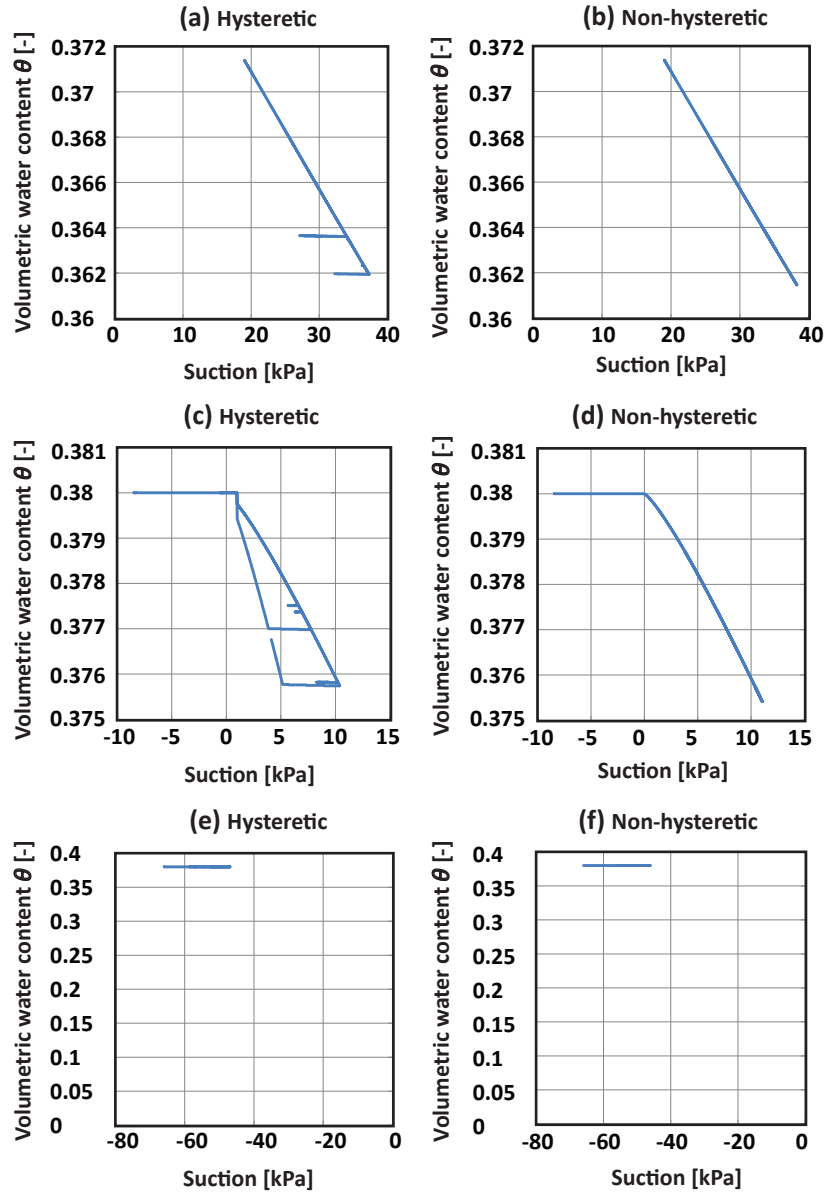 (a) Hysteretic
(b) Non-hysteretic
Volumetric water content θ [-]
0.372
0.37
0.368
0.366
0.364
0.362
0.36
0 10 20 30 40
Suction [kPa]
Volumetric water content θ [-]
0.372
0.37
0.368
0.366
0.364
0.362
0.36
0 10 20 30 40
Suction [kPa]
(c) Hysteretic
(d) Non-hysteretic
Volumetric water content θ [-]
0.381
0.38
0.379
0.378
0.377
0.376
0.375
-10 -5 0 5 10 15
Suction [kPa]
Volumetric water content θ [-]
0.381
0.38
0.379
0.378
0.377
0.376
0.375
-10 -5 0 5 10 15
Suction [kPa]
(e) Hysteretic
(f) Non-hysteretic
Volumetric water content θ [-]
0.4
0.35
0.3
0.25
0.2
0.15
0.1
0.05
0
-80 -60 -40 -20 0
Suction [kPa]
Volumetric water content θ [-]
0.4
0.35
0.3
0.25
0.2
0.15
0.1
0.05
0
-80 -60 -40 -20 0
Suction [kPa]